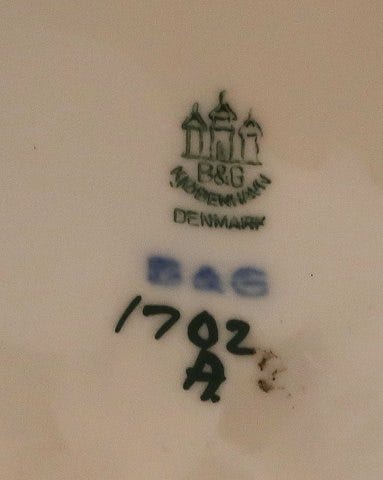 B&G
KJØBENHAVN
DENMARK
B&G
1702
A